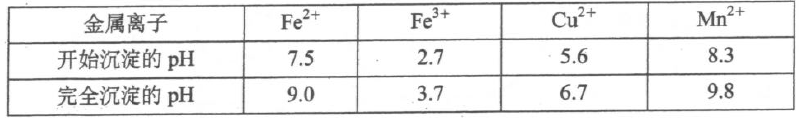 金属离子 Fe²⁺ Fe³⁺ Cu²⁺ Mn²⁺
开始沉淀的 pH 7.5 2.7 5.6 8.3
完全沉淀的 pH 9.0 3.7 6.7 9.8